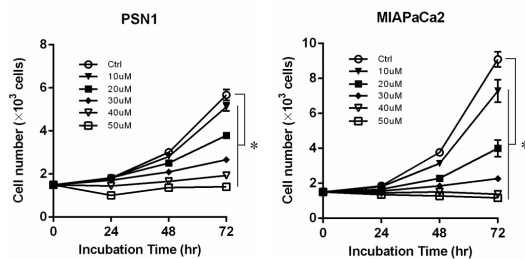 PSN1
Cell number (×10³ cells)
8
6
4
2
0
Ctrl
10uM
20uM
30uM
40uM
50uM
*
0 24 48 72
Incubation Time (hr)
MIAPaCa2
Cell number (×10³ cells)
10
8
6
4
2
0
Ctrl
10uM
20uM
30uM
40uM
50uM
*
0 24 48 72
Incubation Time (hr)